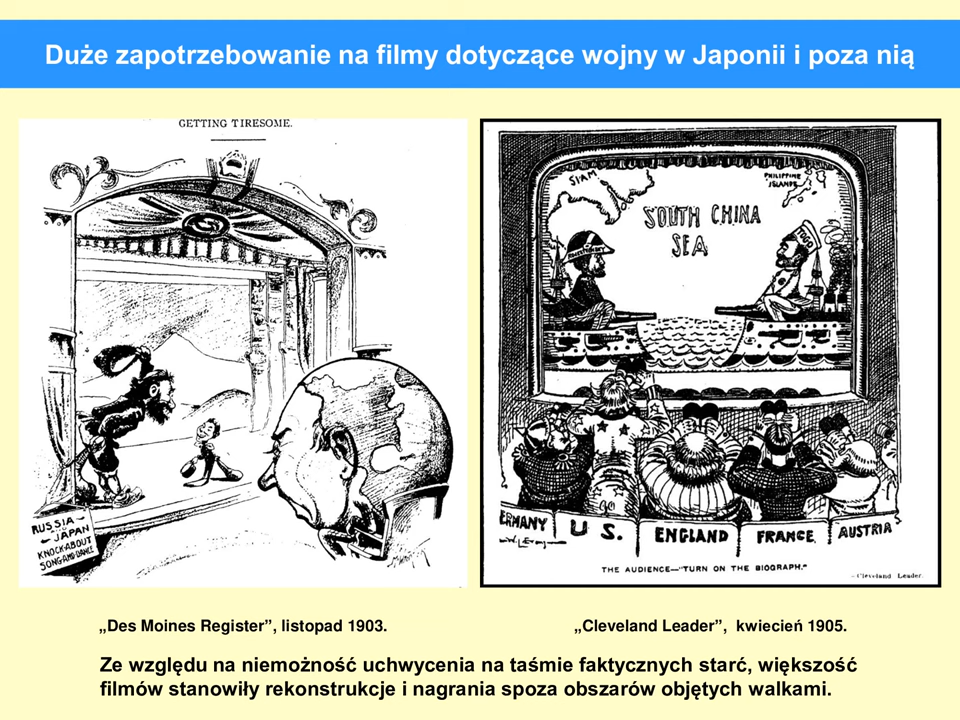 Duże zapotrzebowanie na filmy dotyczące wojny w Japonii i poza nią
GETTING TIRESOME.
RUSSIA
JAPAN
KNOCK-ABOUT
SONG AND DANCE
SIAM
PHILIPPINE
ISLANDS
SOUTH CHINA
SEA
TOGO
ERMANY
U S.
ENGLAND
FRANCE
AUSTRIA
THE AUDIENCE—"TURN ON THE BIOGRAPH."
– Cleveland Leader.
„Des Moines Register”, listopad 1903.
„Cleveland Leader”, kwiecień 1905.
Ze względu na niemożność uchwycenia na taśmie faktycznych starć, większość
filmów stanowiły rekonstrukcje i nagrania spoza obszarów objętych walkami.